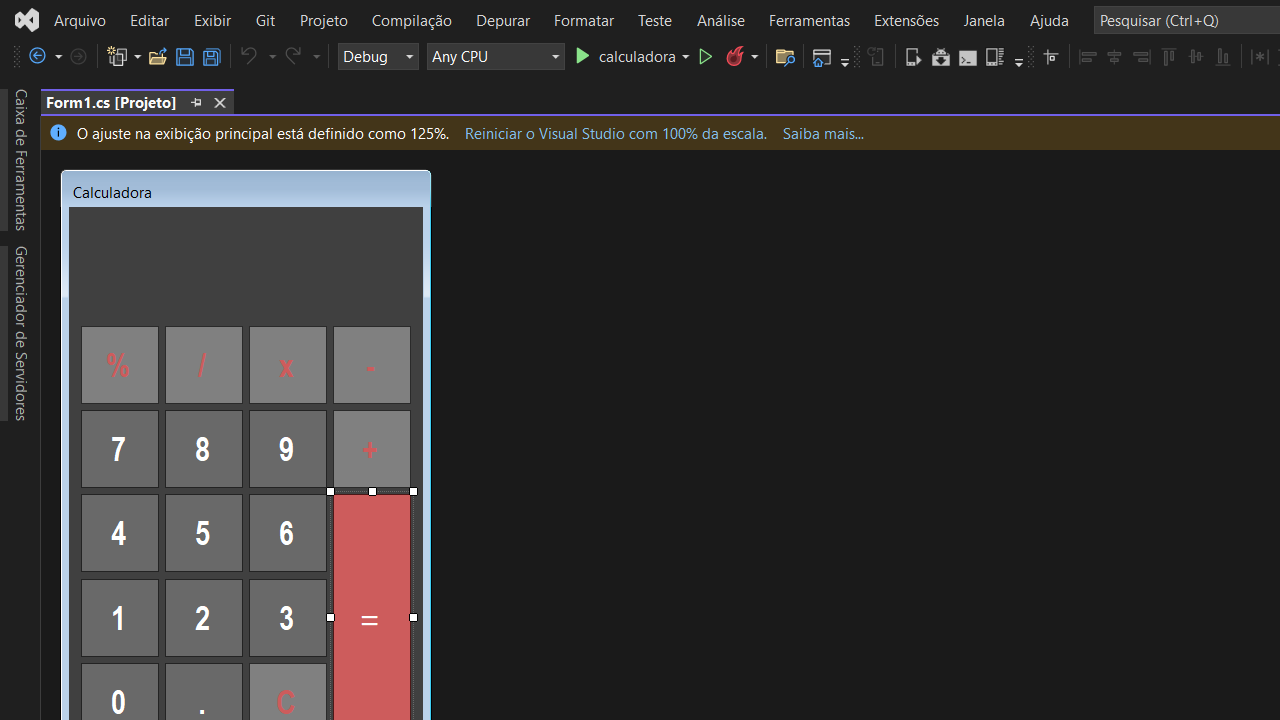 Arquivo Editar Exibir Git Projeto Compilação Depurar Formatar Teste Análise Ferramentas Extensões Janela Ajuda Pesquisar (Ctrl+Q)
Debug Any CPU calculadora
Caixa de Ferramentas
Gerenciador de Servidores
Form1.cs [Projeto]
O ajuste na exibição principal está definido como 125%. Reiniciar o Visual Studio com 100% da escala. Saiba mais...
Calculadora
% / x -
7 8 9 +
4 5 6
1 2 3 =
0 . C